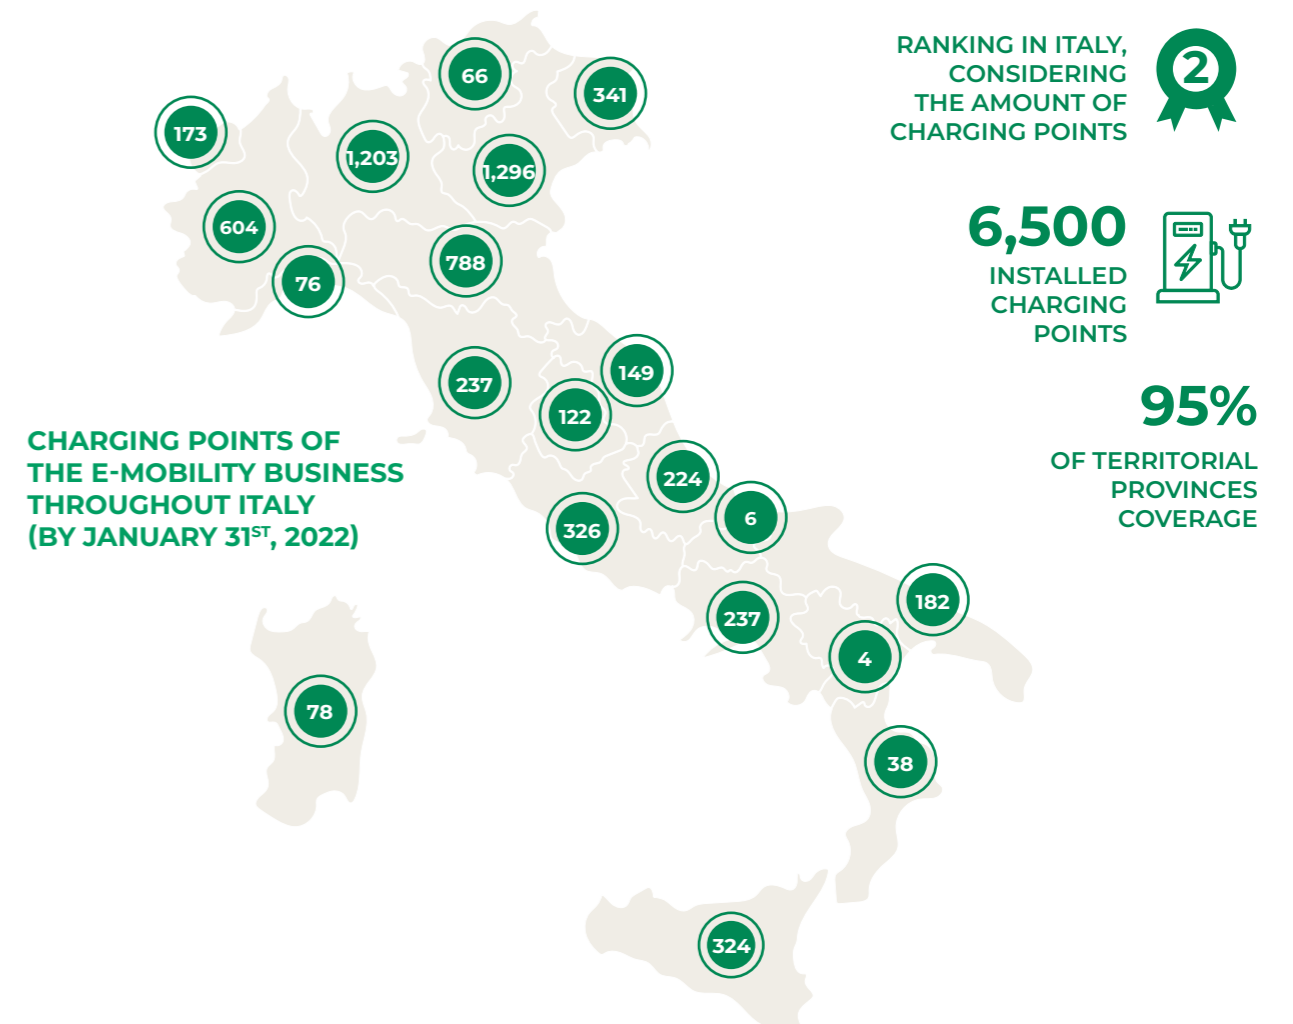 RANKING IN ITALY,
CONSIDERING
THE AMOUNT OF
CHARGING POINTS
2
6,500
INSTALLED
CHARGING
POINTS
95%
OF TERRITORIAL
PROVINCES
COVERAGE
CHARGING POINTS OF
THE E-MOBILITY BUSINESS
THROUGHOUT ITALY
(BY JANUARY 31ST, 2022)
66
341
173
1,203
1,296
604
788
76
149
237
122
224
6
326
182
237
4
78
38
324